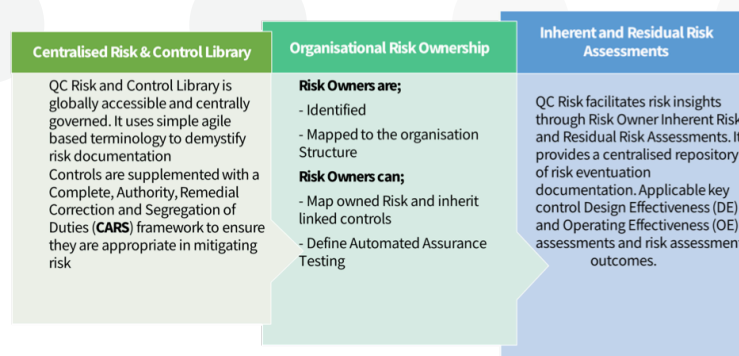 Centralised Risk & Control Library
QC Risk and Control Library is
globally accessible and centrally
governed. It uses simple agile
based terminology to demystify
risk documentation
Controls are supplemented with a
Complete, Authority, Remedial
Correction and Segregation of
Duties (CARS) framework to ensure
they are appropriate in mitigating
risk
Organisational Risk Ownership
Risk Owners are;
- Identified
- Mapped to the organisation
Structure
Risk Owners can;
- Map owned Risk and inherit
linked controls
- Define Automated Assurance
Testing
Inherent and Residual Risk
Assessments
QC Risk facilitates risk insights
through Risk Owner Inherent Risk
and Residual Risk Assessments. It
provides a centralised repository
of risk eventuation
documentation. Applicable key
control Design Effectiveness (DE)
and Operating Effectiveness (OE)
assessments and risk assessment
outcomes.